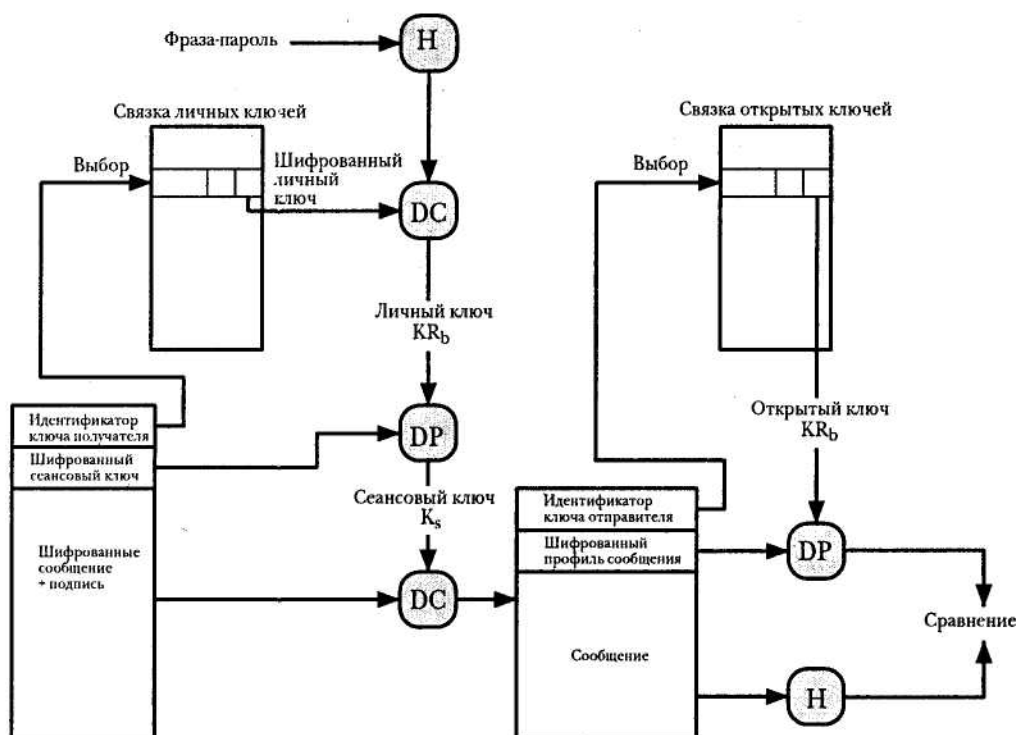 Фраза-пароль
H
Связка личных ключей
Связка открытых ключей
Выбор
Шифрованный
личный
ключ
Выбор
DC
Личный ключ
KRb
Идентификатор
ключа получателя
Шифрованный
сеансовый ключ
DP
Открытый ключ
KRb
Сеансовый ключ
Ks
Идентификатор
ключа отправителя
Шифрованный
профиль сообщения
DP
Шифрованные
сообщение
+ подпись
DC
Сравнение
Сообщение
H